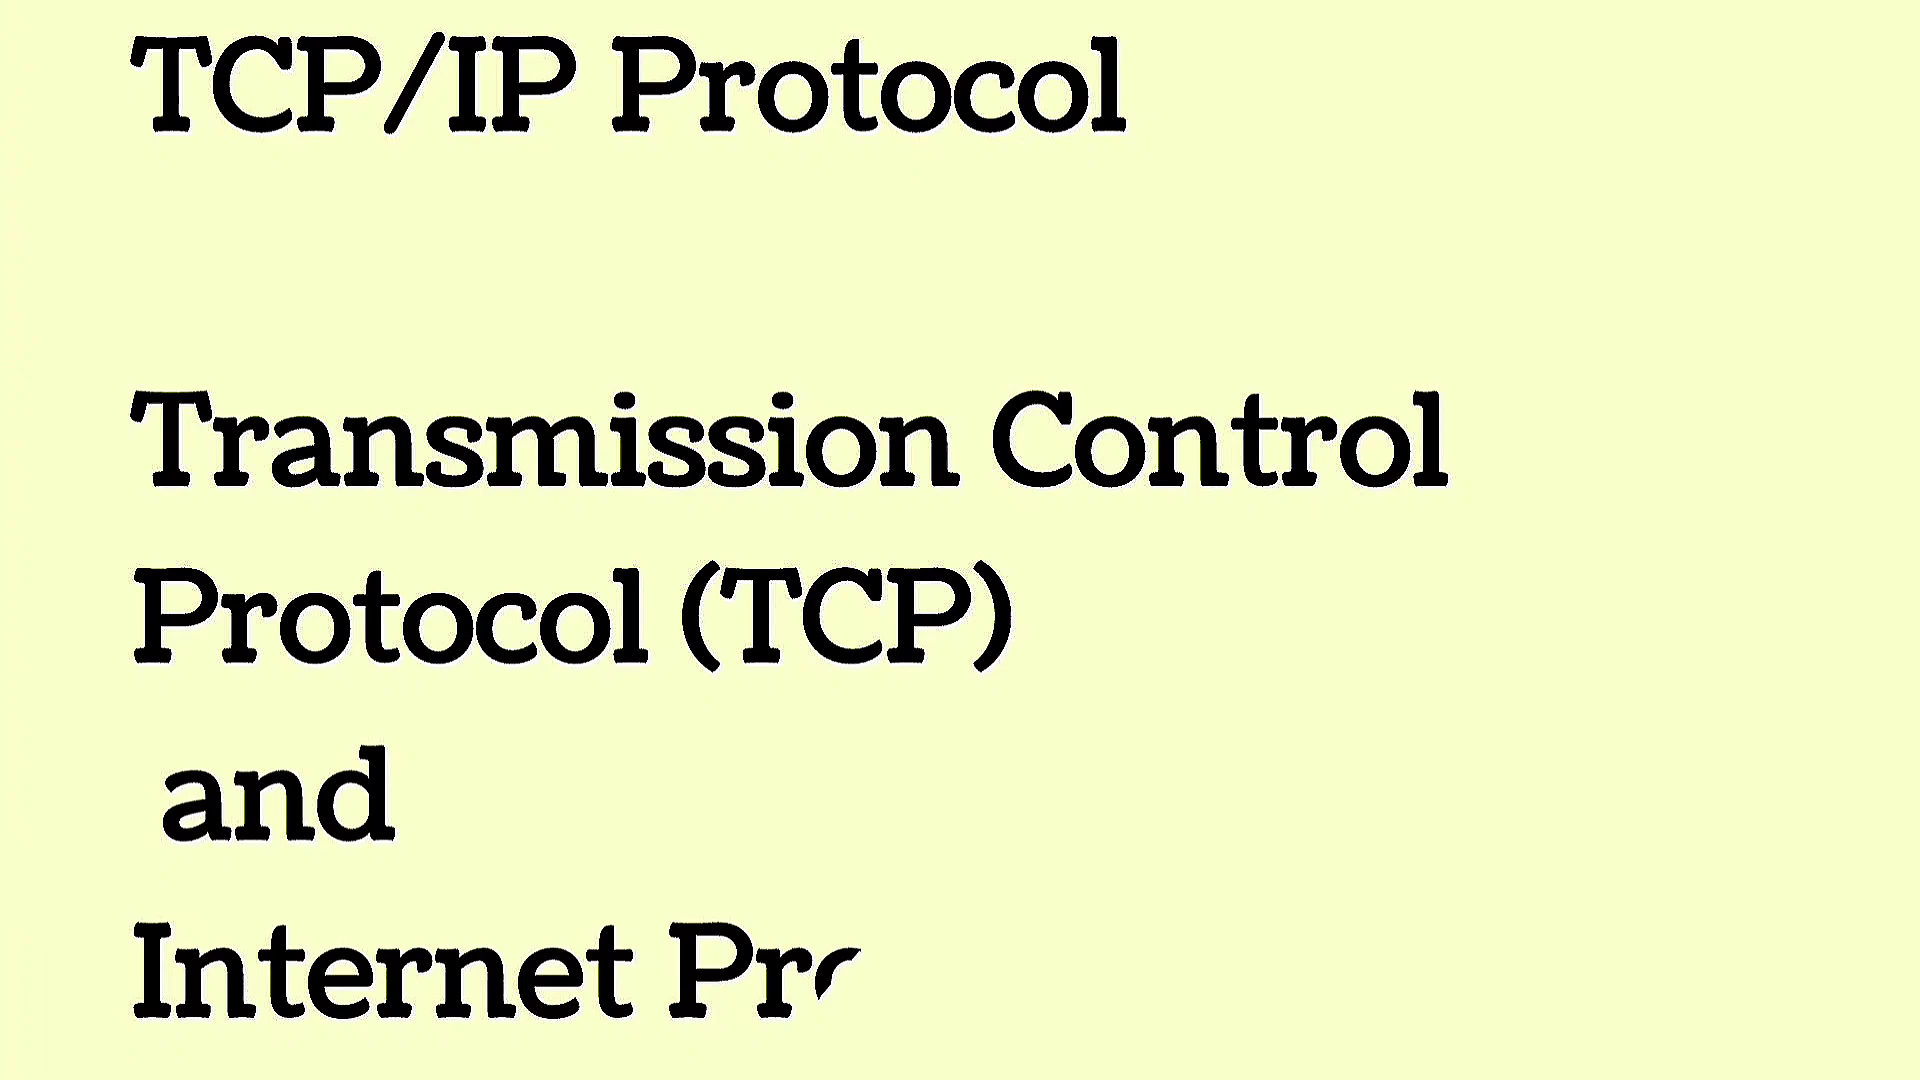 TCP/IP Protocol
Transmission Control
Protocol (TCP)
and
Internet